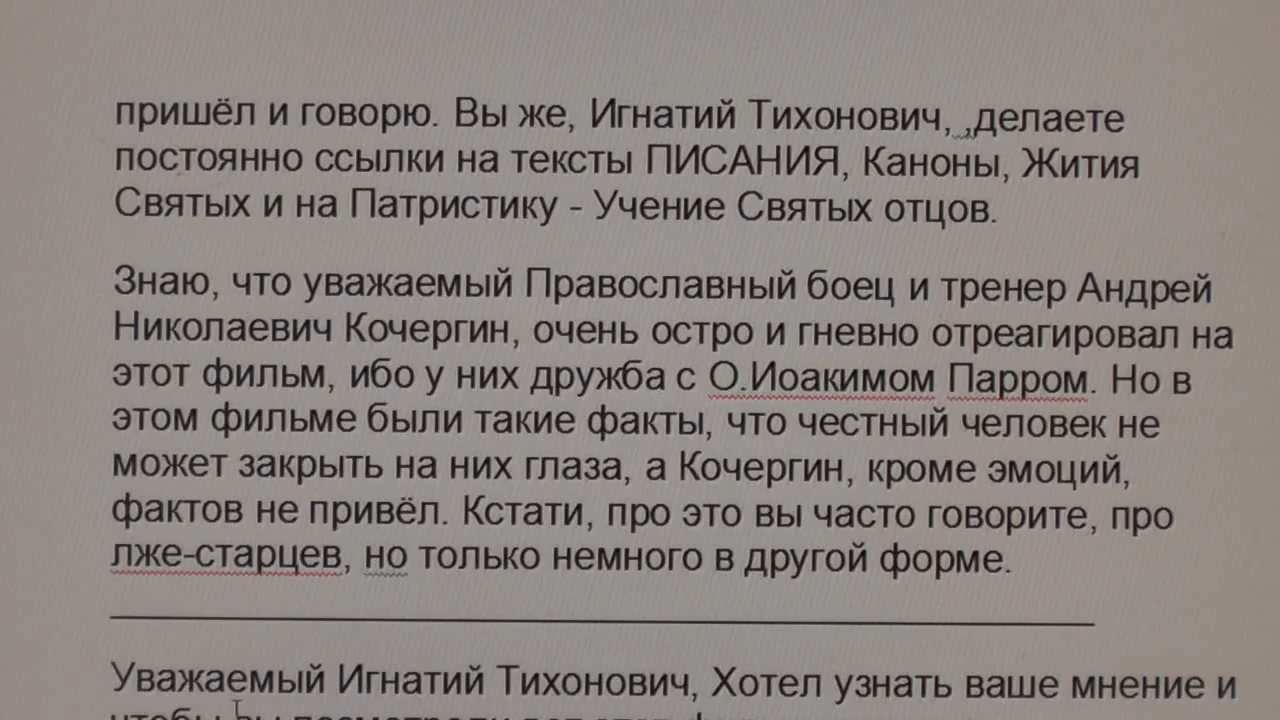 пришёл и говорю. Вы же, Игнатий Тихонович, ,делаете
постоянно ссылки на тексты ПИСАНИЯ, Каноны, Жития
Святых и на Патристику - Учение Святых отцов.
Знаю, что уважаемый Православный боец и тренер Андрей
Николаевич Кочергин, очень остро и гневно отреагировал на
этот фильм, ибо у них дружба с О.Иоакимом Парром. Но в
этом фильме были такие факты, что честный человек не
может закрыть на них глаза, а Кочергин, кроме эмоций,
фактов не привёл. Кстати, про это вы часто говорите, про
лже-старцев, но только немного в другой форме.
Уважаемый Игнатий Тихонович, Хотел узнать ваше мнение и
чтобы вы посмотрели